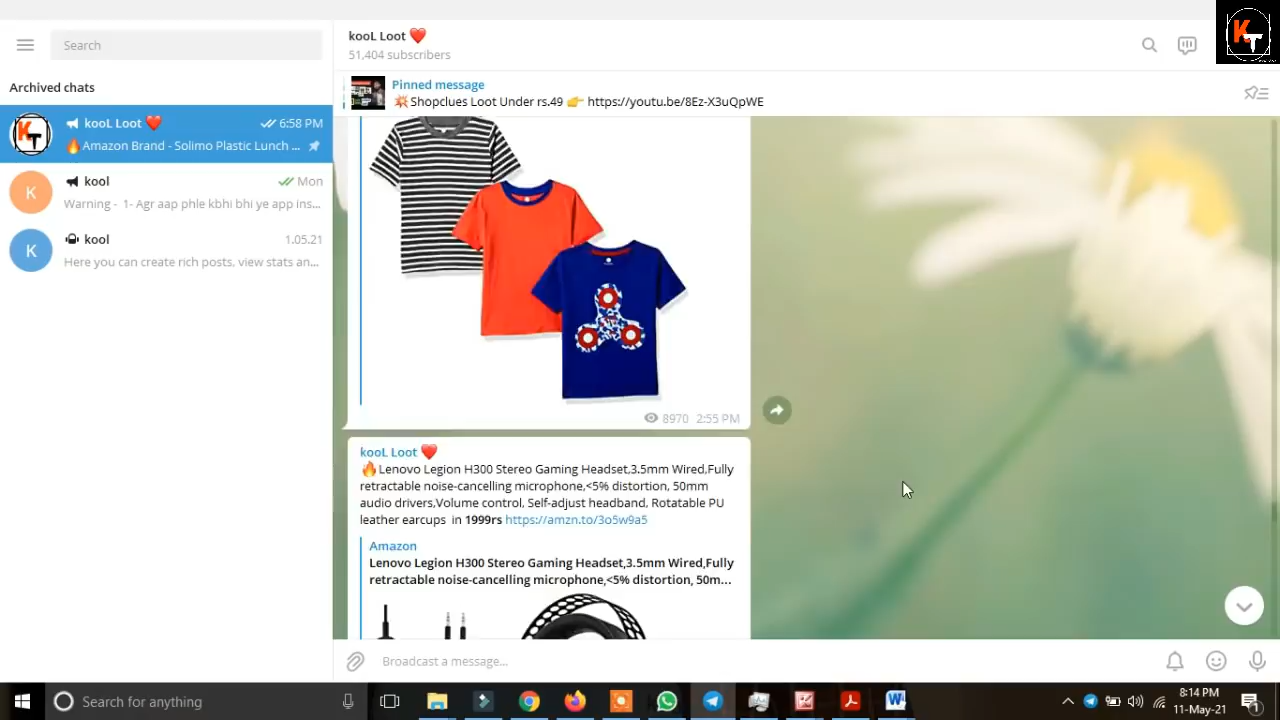 Search
Archived chats
kooL Loot ❤️
6:58 PM
🔥Amazon Brand - Solimo Plastic Lunch ...
K
kool
Mon
Warning - 1- Agr aap phle kbhi bhi ye app ins...
K
kool
1.05.21
Here you can create rich posts, view stats an...
kooL Loot ❤️
51,404 subscribers
KT
Pinned message
💥Shopclues Loot Under rs.49 👉 https://youtu.be/8Ez-X3uQpWE
8970 2:55 PM
kooL Loot ❤️
🔥Lenovo Legion H300 Stereo Gaming Headset,3.5mm Wired,Fully
retractable noise-cancelling microphone,<5% distortion, 50mm
audio drivers,Volume control, Self-adjust headband, Rotatable PU
leather earcups in 1999rs https://amzn.to/3o5w9a5
Amazon
Lenovo Legion H300 Stereo Gaming Headset,3.5mm Wired,Fully
retractable noise-cancelling microphone,<5% distortion, 50m...
Broadcast a message...
Search for anything
8:14 PM
11-May-21